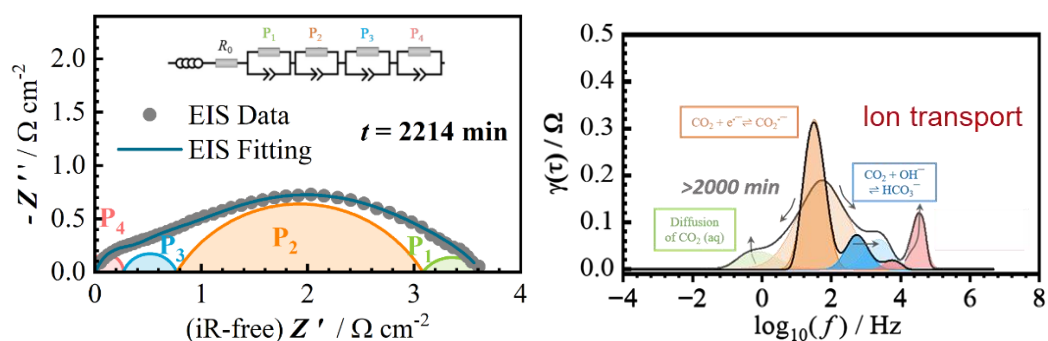 2.0
1.5
1.0
0.5
0.0
- Z'' / Ω cm⁻²
R₀
P₁
P₂
P₃
P₄
EIS Data
EIS Fitting
t = 2214 min
P₄
P₃
P₂
P₁
0
1
2
3
4
(iR-free) Z' / Ω cm⁻²
0.5
0.4
0.3
0.2
0.1
0.0
γ(τ) / Ω
CO₂ + e⁻ ⇌ CO₂·⁻
Ion transport
>2000 min
CO₂ + OH⁻
⇌ HCO₃⁻
Diffusion
of CO₂ (aq)
−4
−2
0
2
4
6
8
log₁₀(f) / Hz